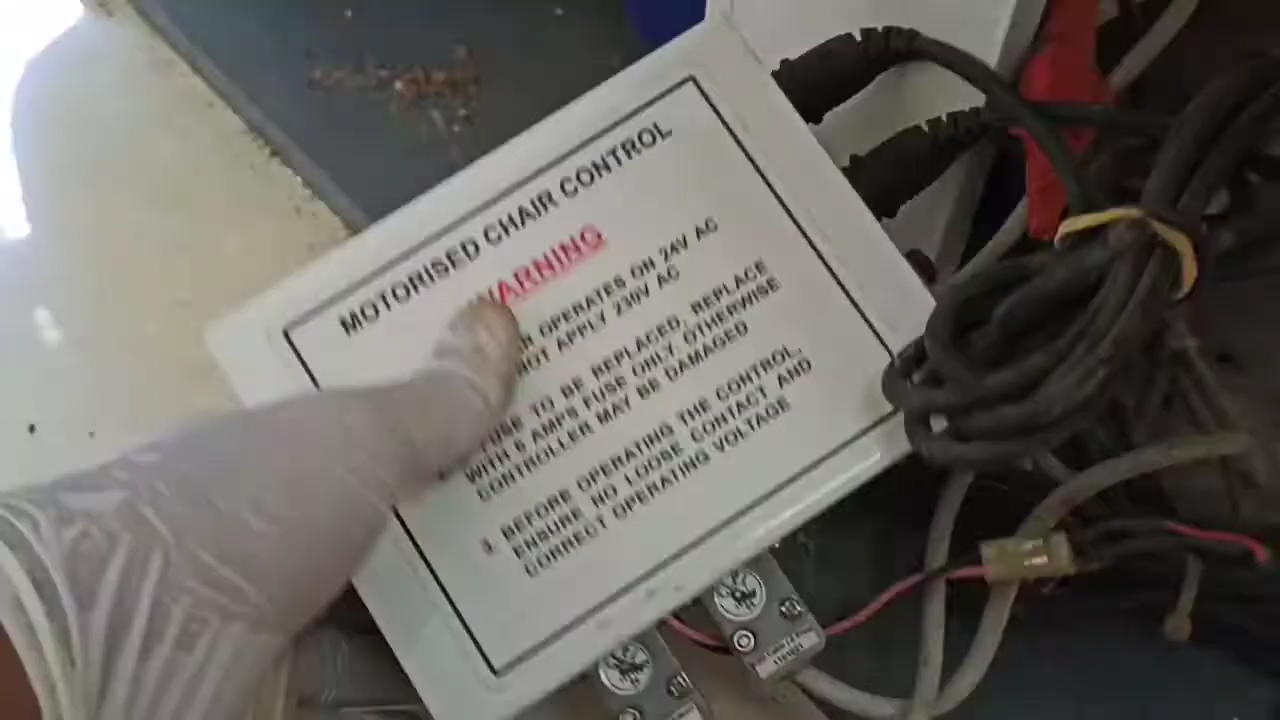 MOTORISED CHAIR CONTROL
WARNING
OPERATES ON 24V AC
NOT APPLY 230V AC
TO BE REPLACED, REPLACE
WITH 6 AMPS FUSE ONLY, OTHERWISE
CONTROLLER MAY BE DAMAGED
3. BEFORE OPERATING THE CONTROL,
ENSURE NO LOOSE CONTACT AND
CORRECT OPERATING VOLTAGE